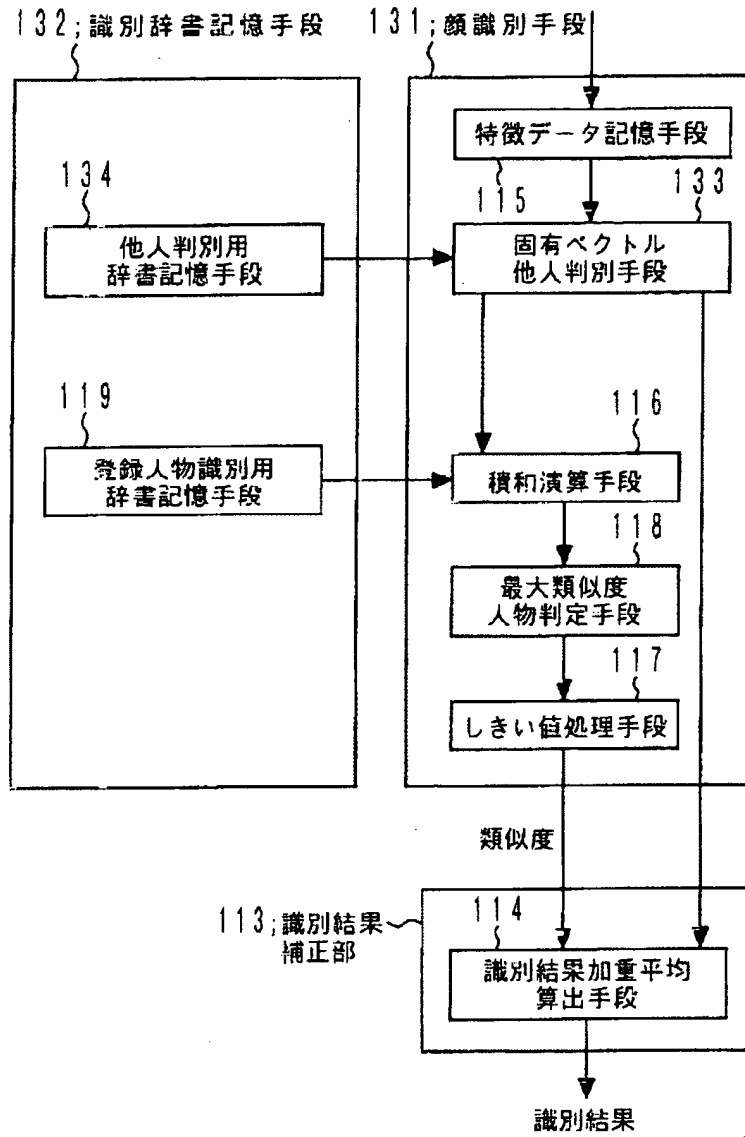 132;識別辞書記憶手段
131;顔識別手段
特徴データ記憶手段
115
133
134
他人判別用
辞書記憶手段
固有ベクトル
他人判別手段
119
登録人物識別用
辞書記憶手段
116
積和演算手段
118
最大類似度
人物判定手段
117
しきい値処理手段
類似度
113;識別結果
補正部
114
識別結果加重平均
算出手段
識別結果